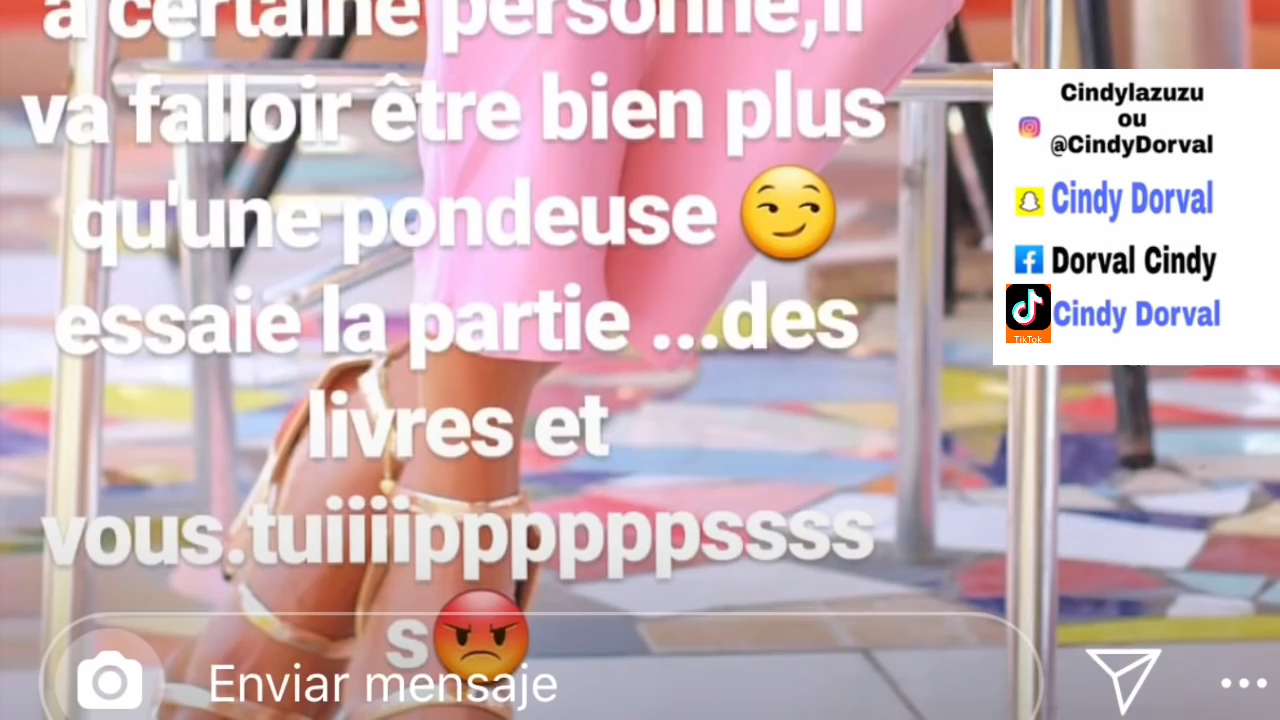 à certaine personne,il
va falloir être bien plus
qu'une pondeuse 😏
essaie la partie ...des
livres et
vous.tuiiiipppppppssss
s😡
Enviar mensaje
Cindylazuzu
ou
@CindyDorval
Cindy Dorval
Dorval Cindy
Cindy Dorval
TikTok